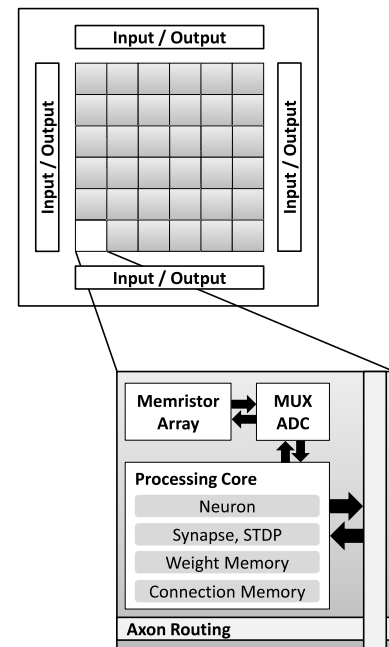 Input / Output
Input / Output
Input / Output
Input / Output
Memristor
Array
MUX
ADC
Processing Core
Neuron
Synapse, STDP
Weight Memory
Connection Memory
Axon Routing